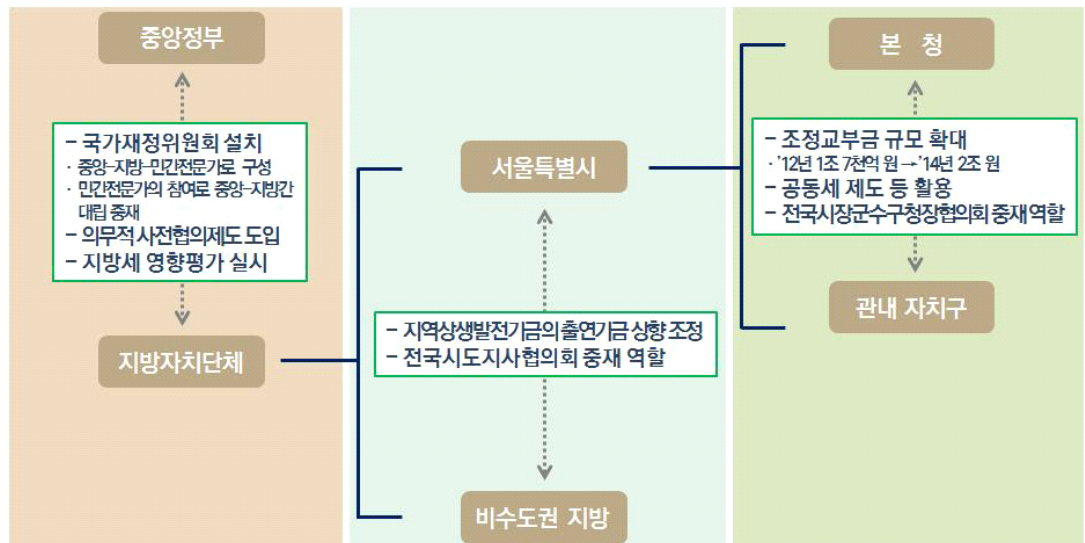 중앙정부
– 국가재정위원회 설치
· 중앙-지방-민간전문가로 구성
· 민간전문가의 참여로 중앙-지방간
대립 중재
– 의무적 사전협의제도 도입
– 지방세 영향평가 실시
지방자치단체
서울특별시
– 지역상생발전기금의 출연기금 상향 조정
– 전국시도지사협의회 중재 역할
비수도권 지방
본 청
– 조정교부금 규모 확대
· '12년 1조 7천억 원→'14년 2조 원
– 공동세 제도 등 활용
– 전국시장군수구청장협의회 중재 역할
관내 자치구